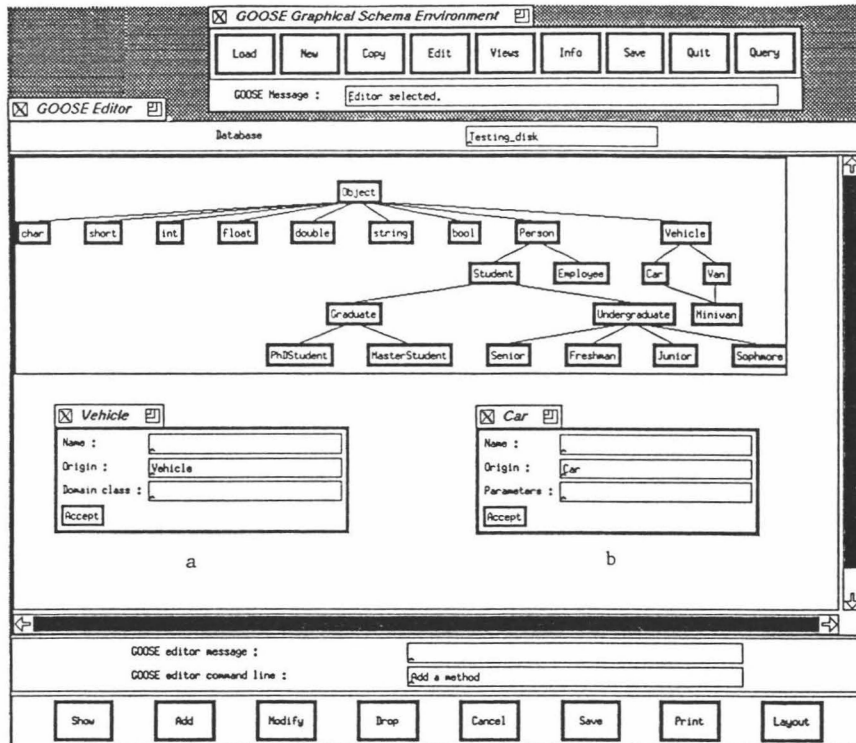 GOOSE Graphical Schema Environment
Load New Copy Edit Views Info Save Quit Query
GOOSE Message : Editor selected.
GOOSE Editor
Database Testing_disk
Object
char short int float double string bool Person Vehicle
Student Employee Car Van
Graduate Undergraduate Minivan
PhDStudent MasterStudent Senior Freshman Junior Sophmore
Vehicle
Name :
Origin : Vehicle
Domain class :
Accept
a
Car
Name :
Origin : Car
Parameters :
Accept
b
GOOSE editor message :
GOOSE editor command line : Add a method
Show Add Modify Drop Cancel Save Print Layout